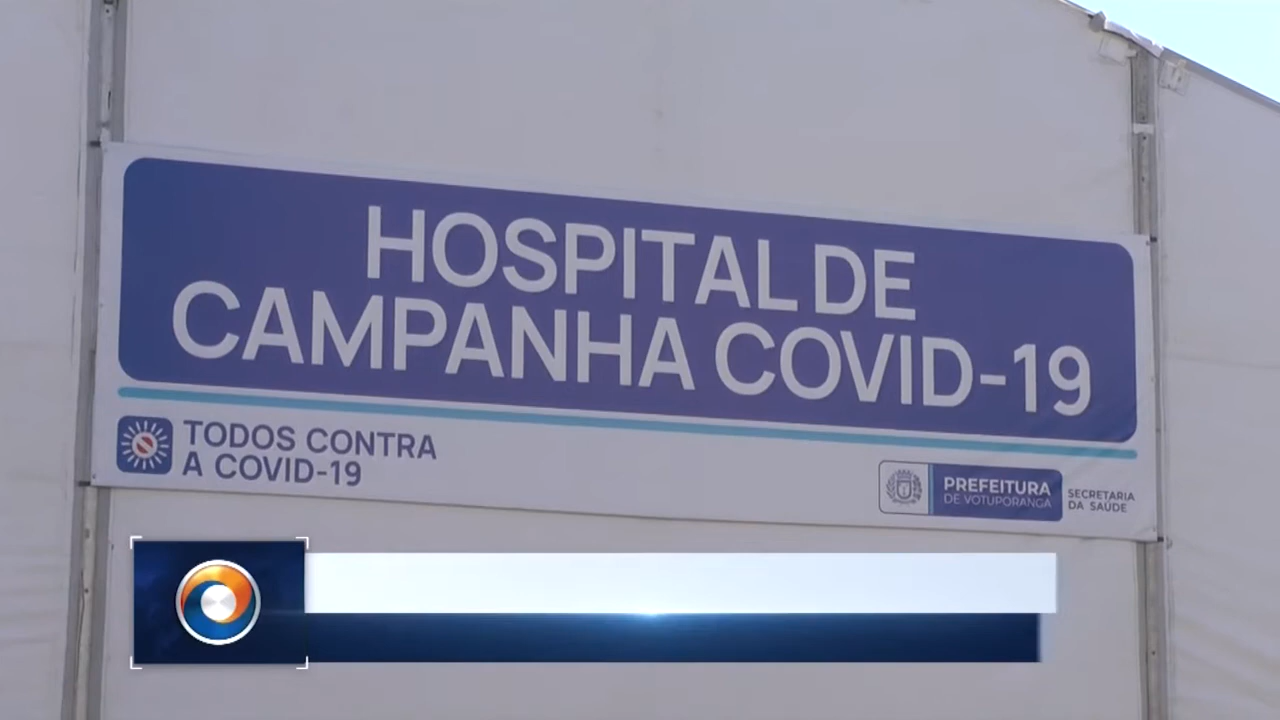 HOSPITAL DE
CAMPANHA COVID-19
TODOS CONTRA
A COVID-19
PREFEITURA
DE VOTUPORANGA
SECRETARIA
DA SAÚDE